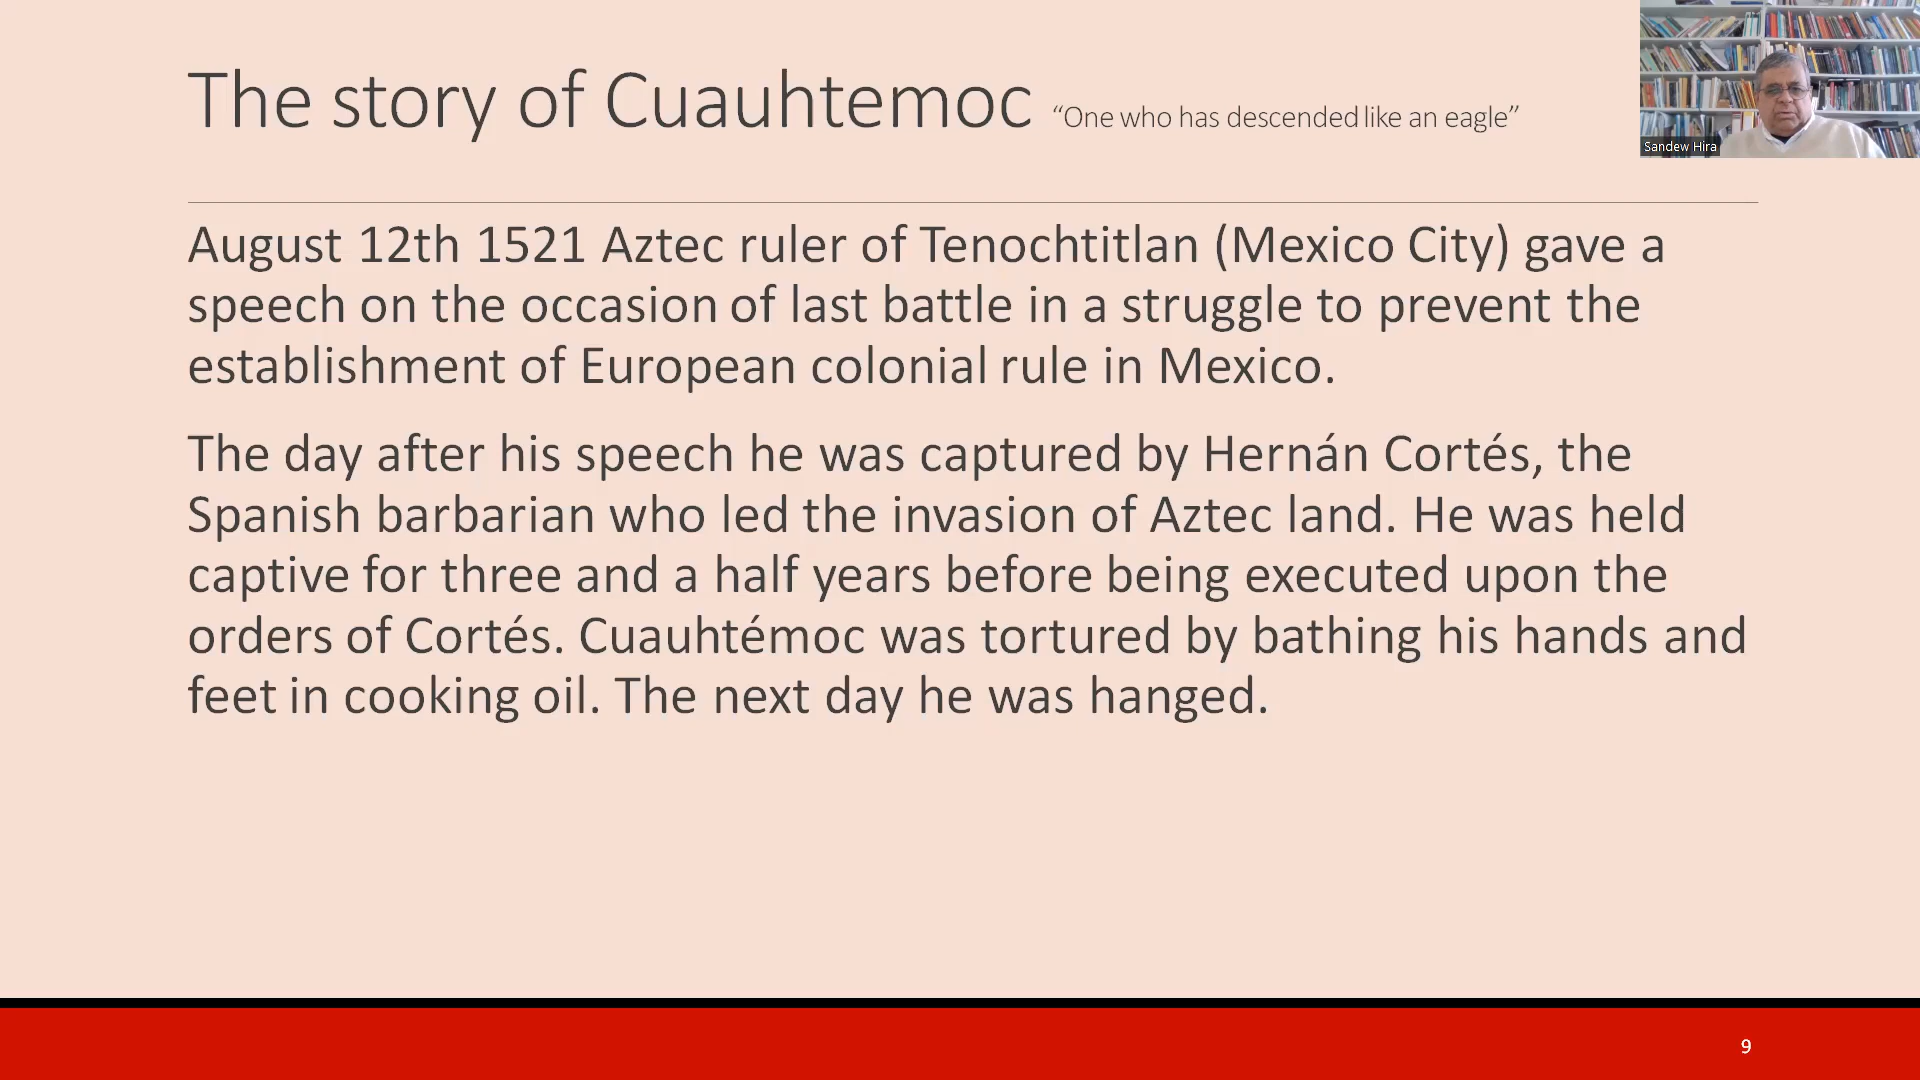 The story of Cuauhtemoc “One who has descended like an eagle”
Sandew Hira
August 12th 1521 Aztec ruler of Tenochtitlan (Mexico City) gave a
speech on the occasion of last battle in a struggle to prevent the
establishment of European colonial rule in Mexico.
The day after his speech he was captured by Hernán Cortés, the
Spanish barbarian who led the invasion of Aztec land. He was held
captive for three and a half years before being executed upon the
orders of Cortés. Cuauhtémoc was tortured by bathing his hands and
feet in cooking oil. The next day he was hanged.
9